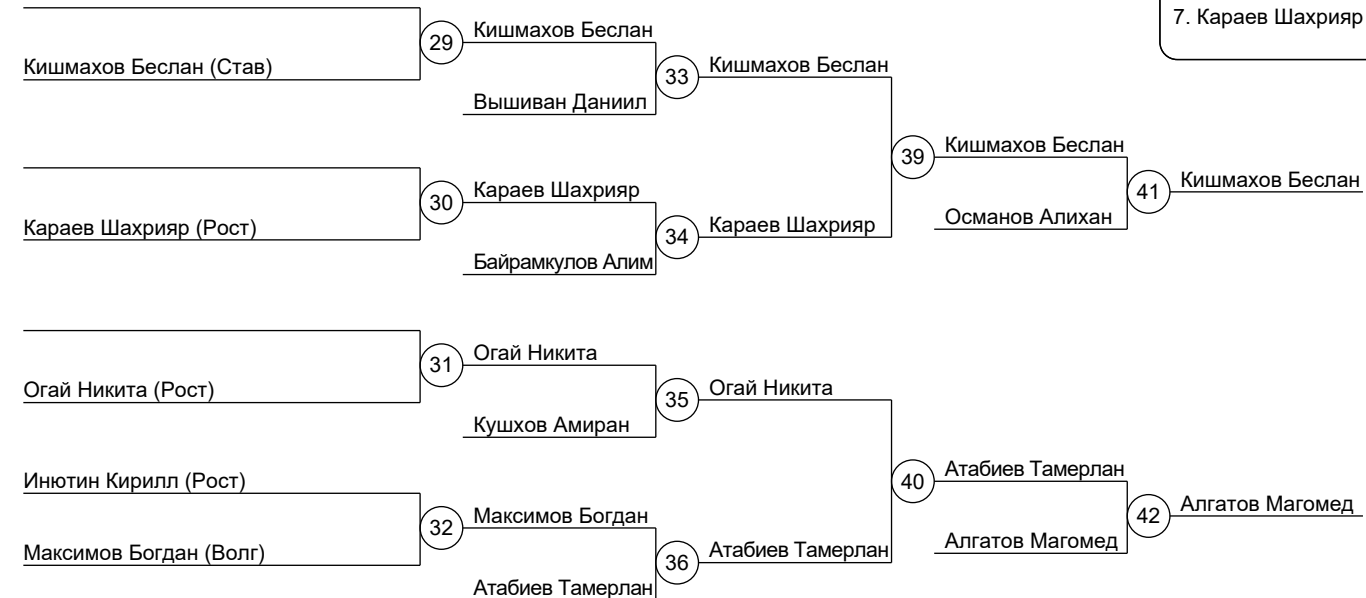 7. Караев Шахрияр
29
Кишмахов Беслан
Кишмахов Беслан (Став)
33
Кишмахов Беслан
Вышиван Даниил
39
Кишмахов Беслан
30
Караев Шахрияр
41
Кишмахов Беслан
Караев Шахрияр (Рост)
34
Караев Шахрияр
Османов Алихан
Байрамкулов Алим
31
Огай Никита
Огай Никита (Рост)
35
Огай Никита
Кушхов Амиран
Инютин Кирилл (Рост)
40
Атабиев Тамерлан
32
Максимов Богдан
42
Алгатов Магомед
Максимов Богдан (Волг)
36
Атабиев Тамерлан
Алгатов Магомед
Атабиев Тамерлан